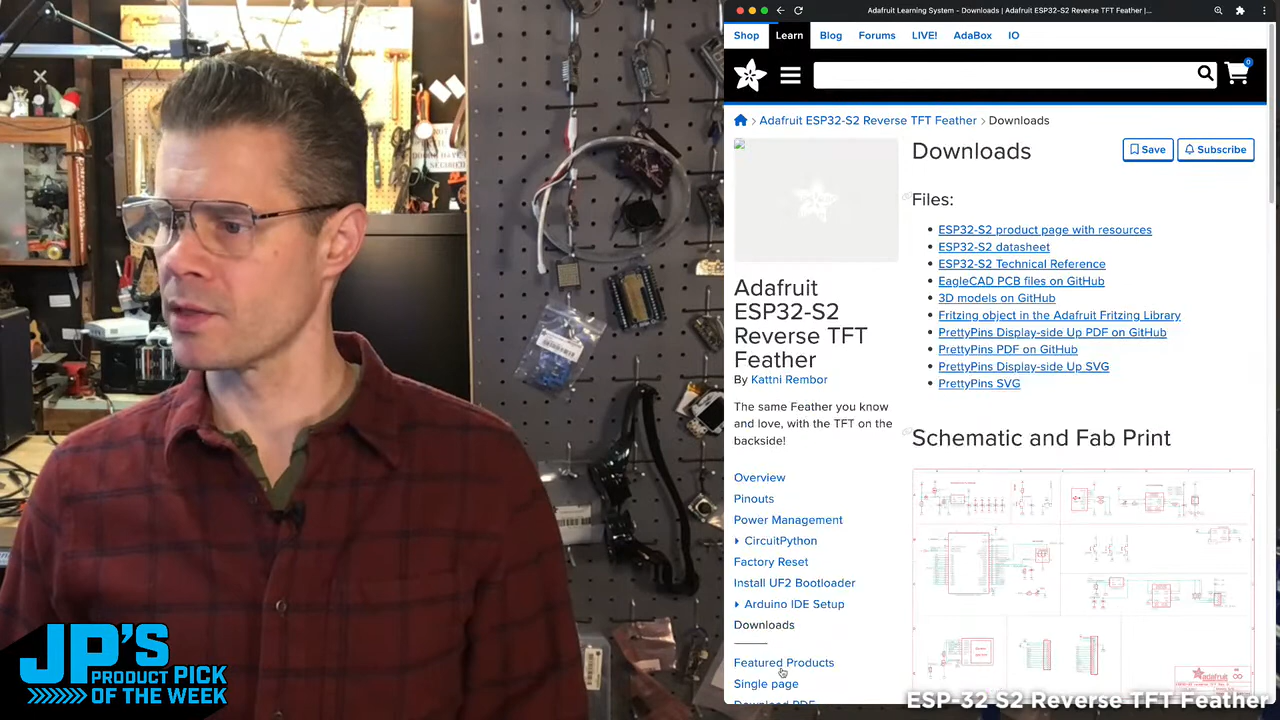 Adafruit Learning System - Downloads | Adafruit ESP32-S2 Reverse TFT Feather |...
Shop Learn Blog Forums LIVE! AdaBox IO
0
Adafruit ESP32-S2 Reverse TFT Feather > Downloads
Downloads
Save Subscribe
Files:
ESP32-S2 product page with resources
ESP32-S2 datasheet
ESP32-S2 Technical Reference
EagleCAD PCB files on GitHub
3D models on GitHub
Fritzing object in the Adafruit Fritzing Library
PrettyPins Display-side Up PDF on GitHub
PrettyPins PDF on GitHub
PrettyPins Display-side Up SVG
PrettyPins SVG
Adafruit
ESP32-S2
Reverse TFT
Feather
By Kattni Rembor
The same Feather you know
and love, with the TFT on the
backside!
Overview
Pinouts
Power Management
CircuitPython
Factory Reset
Install UF2 Bootloader
Arduino IDE Setup
Downloads
Featured Products
Single page
Download PDF
Schematic and Fab Print
JP'S
PRODUCT PICK
OF THE WEEK
ESP-32 S2 Reverse TFT Feather